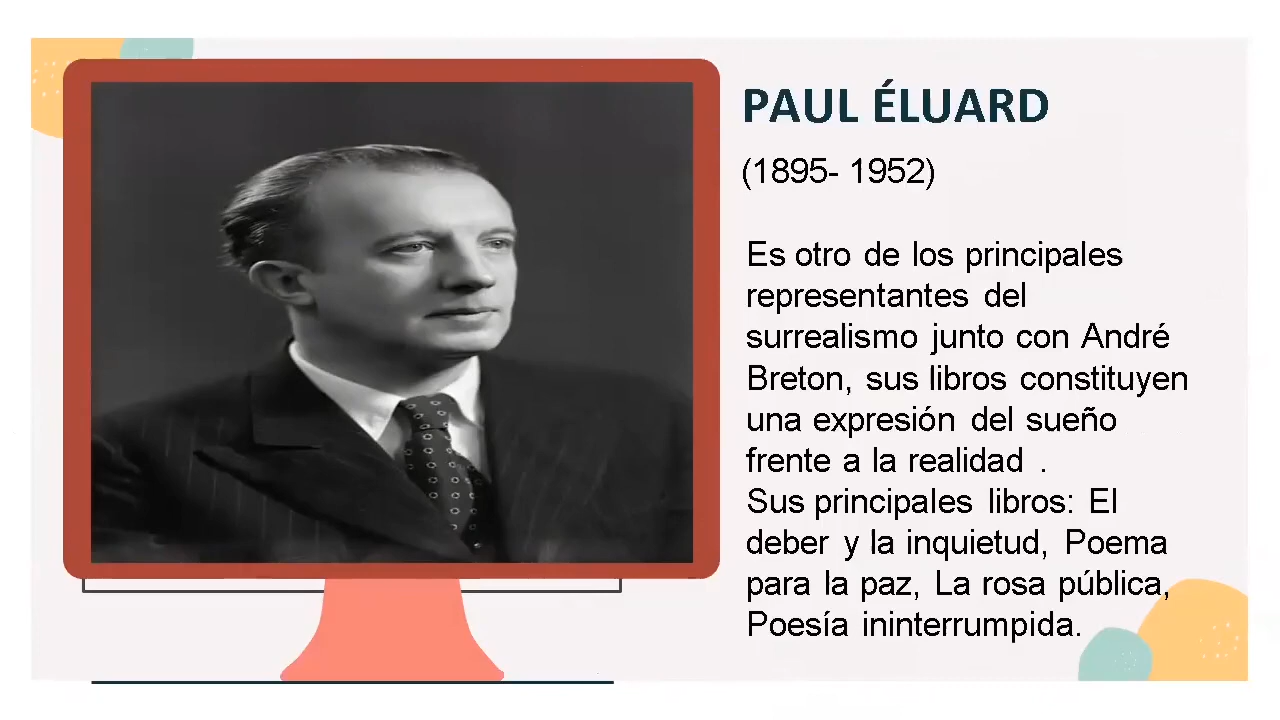 PAUL ÉLUARD
(1895- 1952)
Es otro de los principales
representantes del
surrealismo junto con André
Breton, sus libros constituyen
una expresión del sueño
frente a la realidad .
Sus principales libros: El
deber y la inquietud, Poema
para la paz, La rosa pública,
Poesía ininterrumpida.